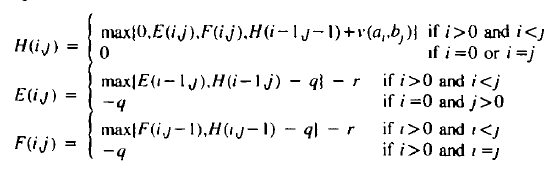 H(i,j) = { max{0,E(i,j),F(i,j),H(i−1,j−1)+v(a_i,b_j)} if i>0 and i<j
0 if i=0 or i=j
E(i,j) = { max{E(i−1,j),H(i−1,j) − q} − r if i>0 and i<j
−q if i=0 and j>0
F(i,j) = { max{F(i,j−1),H(i,j−1) − q} − r if i>0 and i<j
−q if i>0 and i=j